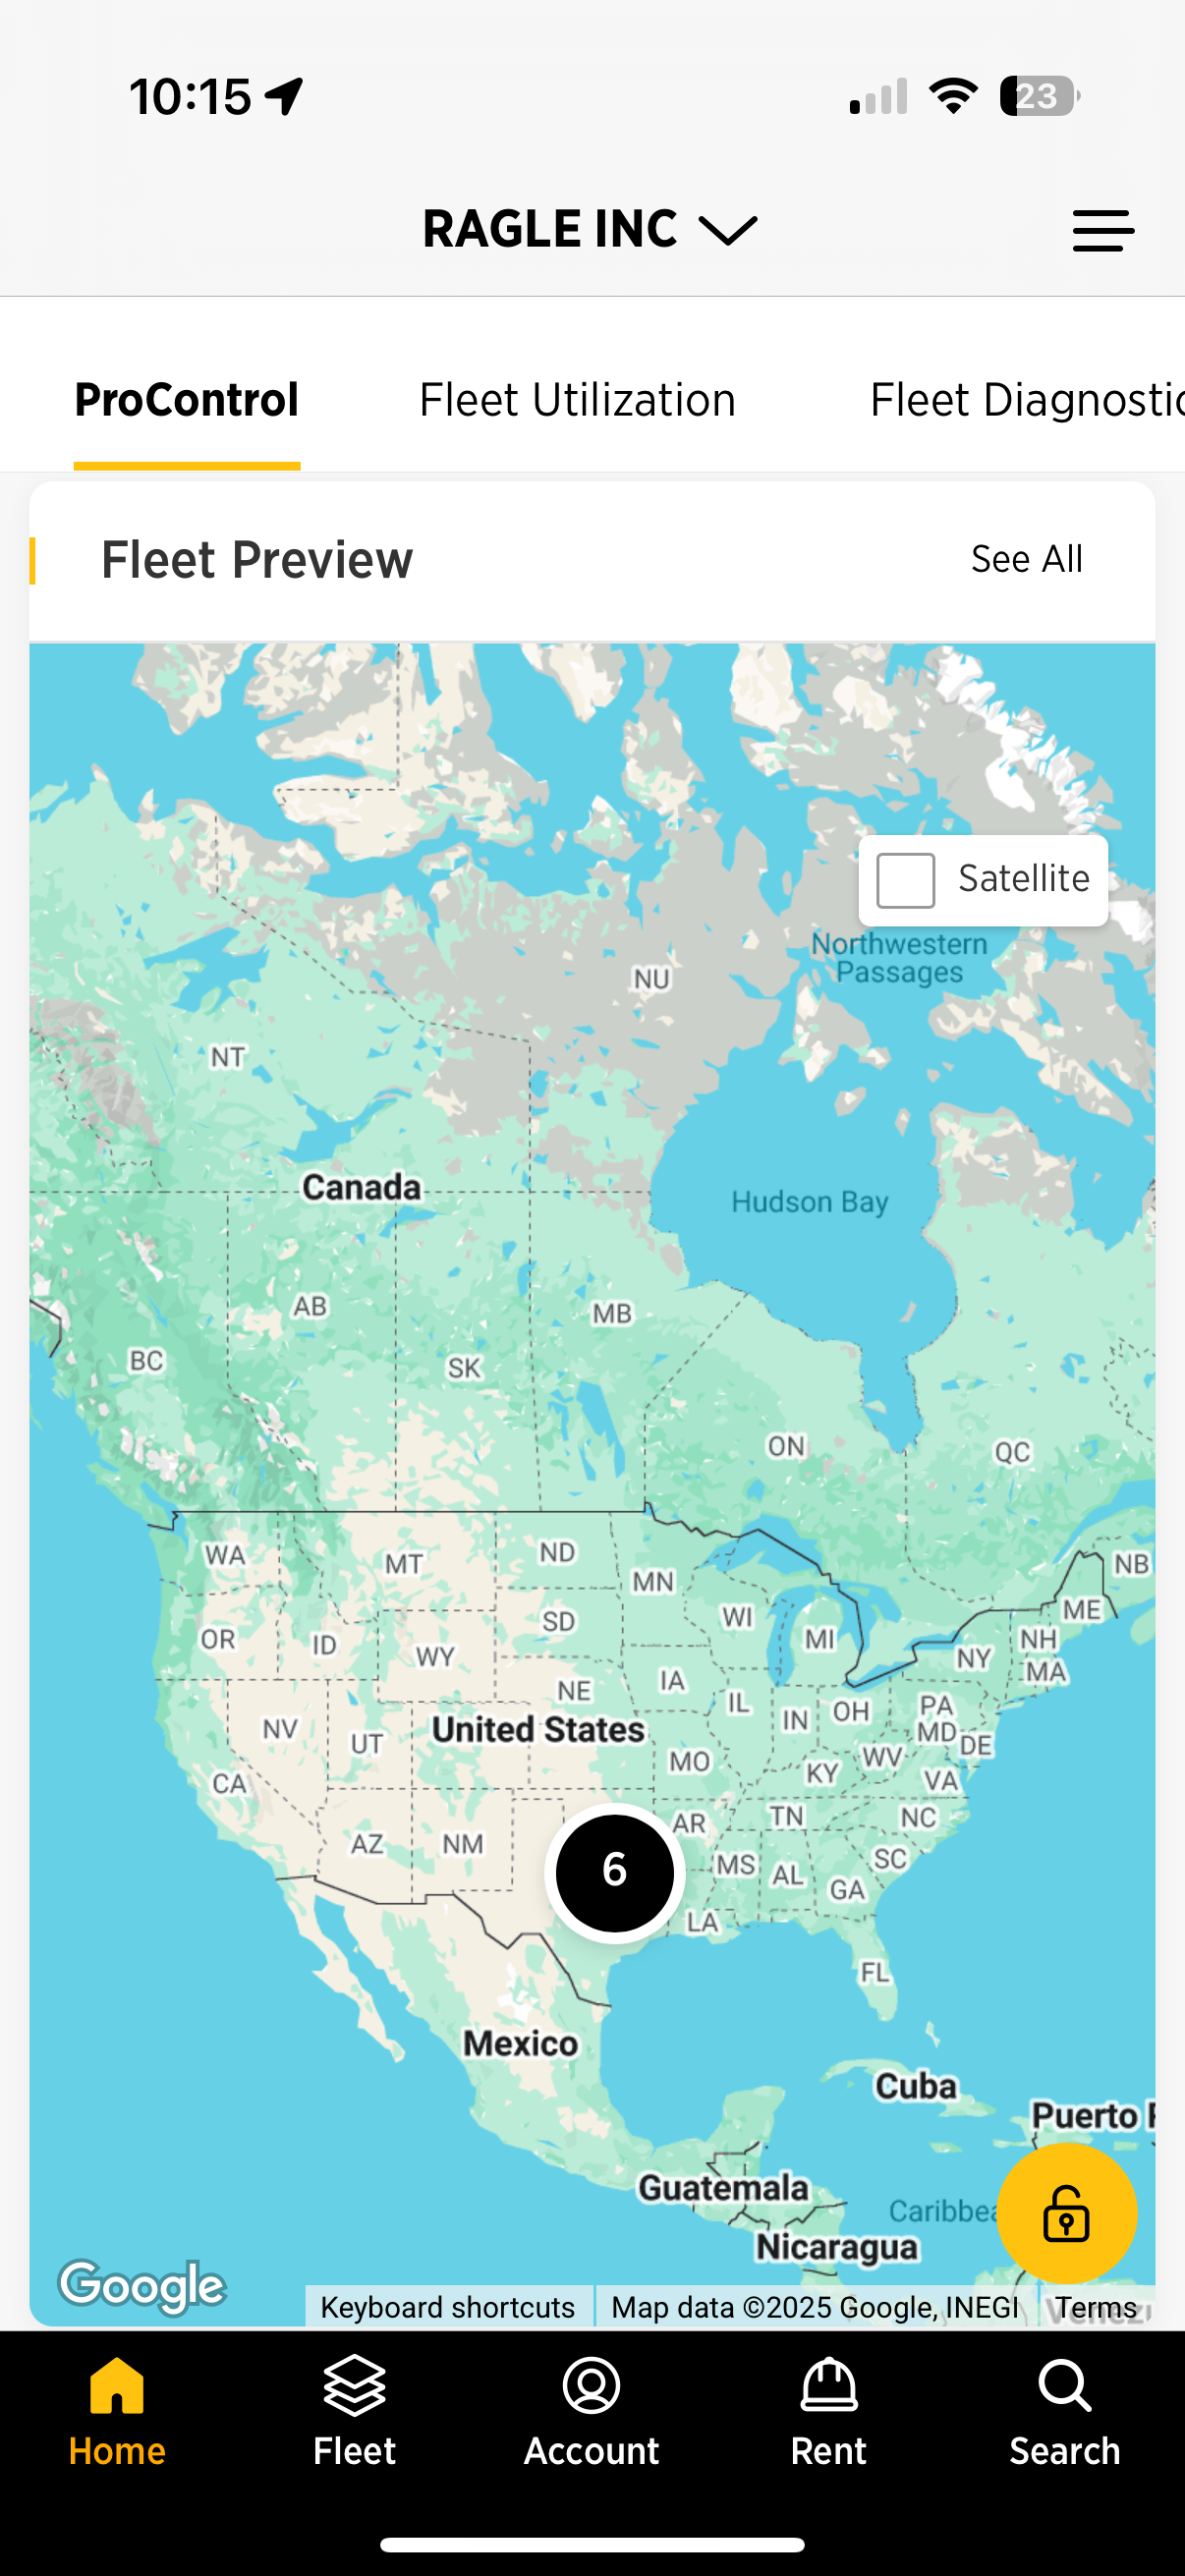 10:15
23
RAGLE INC
ProControl
Fleet Utilization
Fleet Diagnostic
Fleet Preview
See All
Satellite
Northwestern
Passages
NU
NT
Canada
Hudson Bay
AB
MB
BC
SK
ON
QC
WA
MT
ND
MN
NB
OR
ID
WY
SD
WI
MI
ME
NH
NY
MA
NE
IA
IL
IN
OH
PA
NV
UT
United States
MD
DE
MO
KY
WV
VA
CA
AZ
NM
6
AR
TN
NC
MS
AL
SC
GA
LA
FL
Mexico
Cuba
Puerto
Guatemala
Caribbea
Nicaragua
Google
Keyboard shortcuts
Map data ©2025 Google, INEGI
Terms
Home
Fleet
Account
Rent
Search